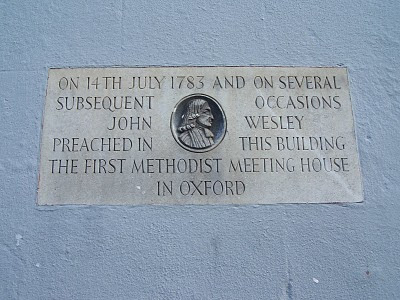 ON 14TH JULY 1783 AND ON SEVERAL
SUBSEQUENT OCCASIONS
JOHN WESLEY
PREACHED IN THIS BUILDING
THE FIRST METHODIST MEETING HOUSE
IN OXFORD